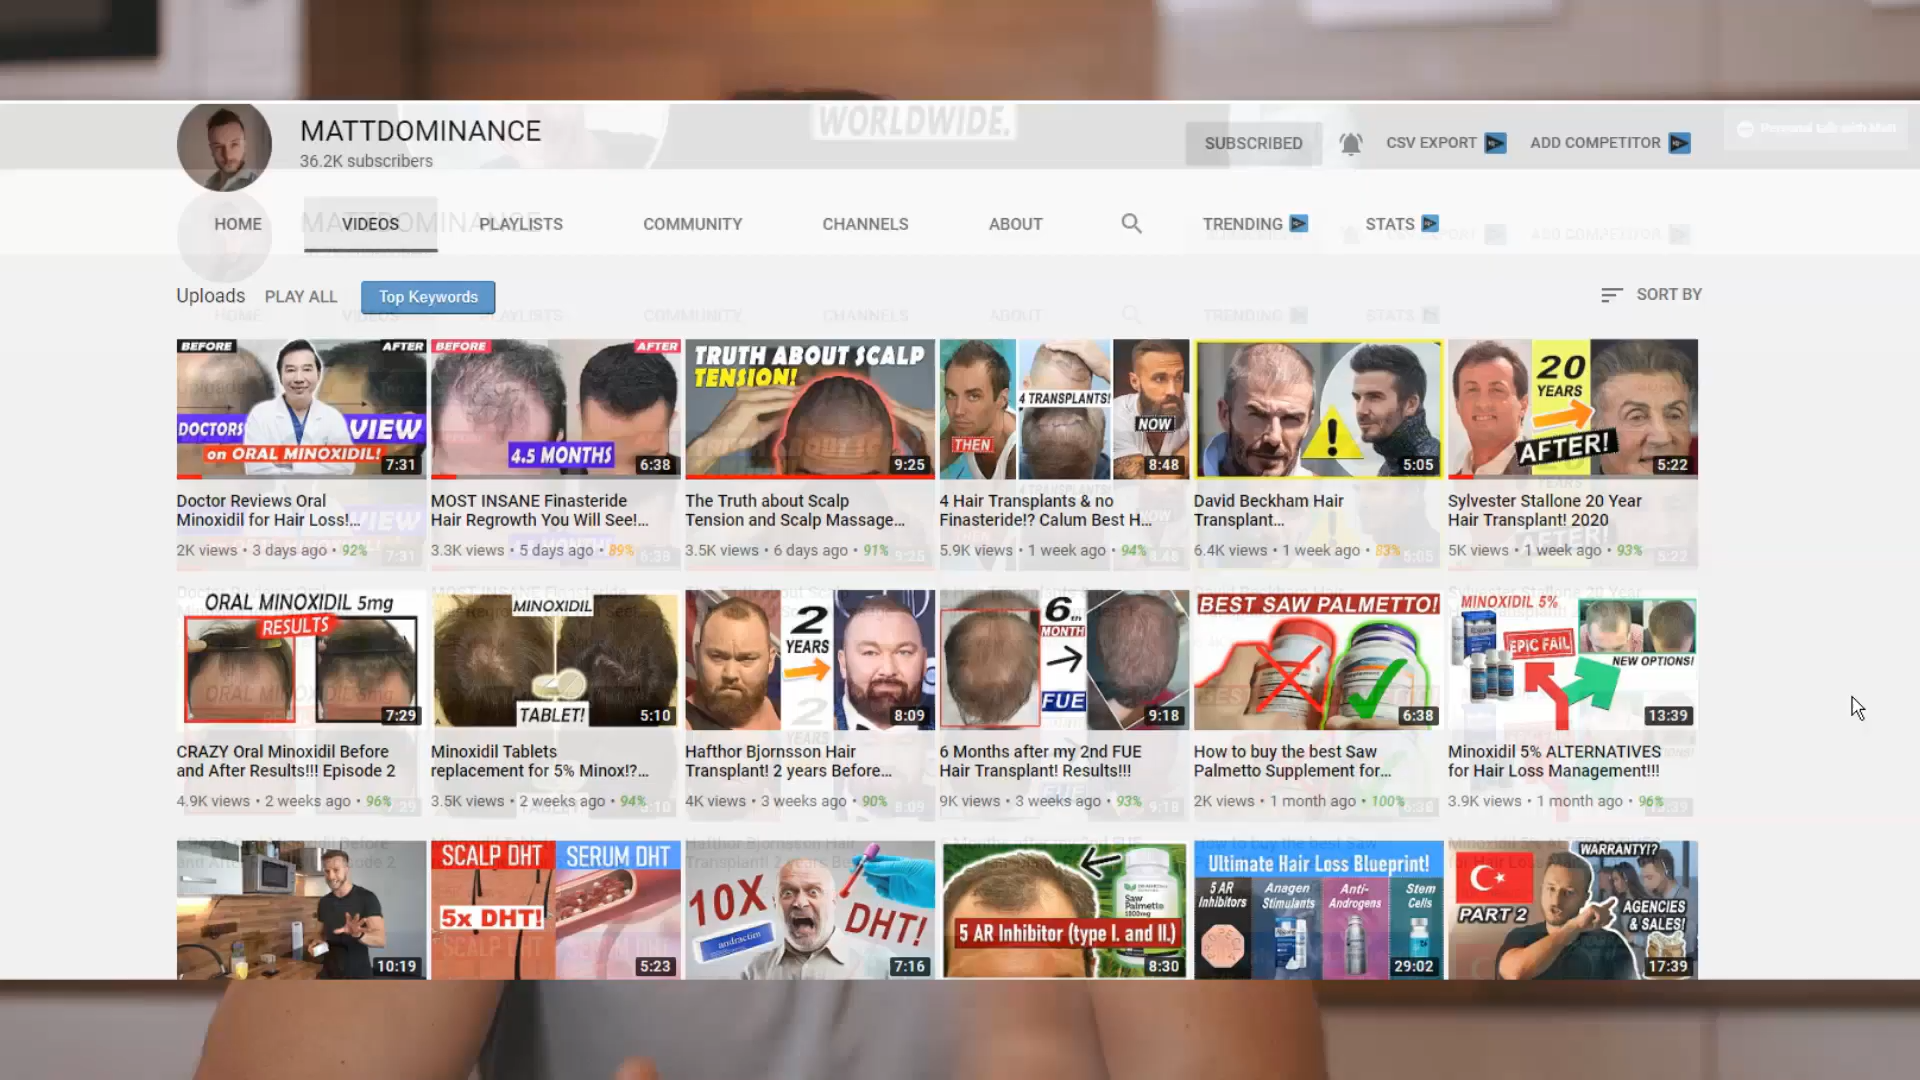 WORLDWIDE.
MATTDOMINANCE
36.2K subscribers
SUBSCRIBED
CSV EXPORT
ADD COMPETITOR
Personal talk with Matt
HOME
VIDEOS
PLAYLISTS
COMMUNITY
CHANNELS
ABOUT
TRENDING
STATS
Uploads
PLAY ALL
Top Keywords
SORT BY
BEFORE AFTER
DOCTORS VIEW
on ORAL MINOXIDIL!
7:31
BEFORE AFTER
4.5 MONTHS
6:38
TRUTH ABOUT SCALP
TENSION!
9:25
4 TRANSPLANTS!
THEN
NOW
8:48
5:05
20
YEARS
AFTER!
5:22
Doctor Reviews Oral
Minoxidil for Hair Loss!...
2K views • 3 days ago • 92%
MOST INSANE Finasteride
Hair Regrowth You Will See!...
3.3K views • 5 days ago • 89%
The Truth about Scalp
Tension and Scalp Massage...
3.5K views • 6 days ago • 91%
4 Hair Transplants & no
Finasteride!? Calum Best H...
5.9K views • 1 week ago • 94%
David Beckham Hair
Transplant...
6.4K views • 1 week ago • 83%
Sylvester Stallone 20 Year
Hair Transplant! 2020
5K views • 1 week ago • 93%
ORAL MINOXIDIL 5mg
RESULTS
7:29
MINOXIDIL
TABLET!
5:10
2
YEARS
8:09
6th
MONTH
FUE
9:18
BEST SAW PALMETTO!
6:38
MINOXIDIL 5%
EPIC FAIL
NEW OPTIONS!
13:39
CRAZY Oral Minoxidil Before
and After Results!!! Episode 2
4.9K views • 2 weeks ago • 96%
Minoxidil Tablets
replacement for 5% Minox!?...
3.5K views • 2 weeks ago • 94%
Hafthor Bjornsson Hair
Transplant! 2 years Before...
4K views • 3 weeks ago • 90%
6 Months after my 2nd FUE
Hair Transplant! Results!!!
9K views • 3 weeks ago • 93%
How to buy the best Saw
Palmetto Supplement for...
2K views • 1 month ago • 100%
Minoxidil 5% ALTERNATIVES
for Hair Loss Management!!!
3.9K views • 1 month ago • 96%
10:19
SCALP DHT
SERUM DHT
5x DHT!
5:23
10X
andractim
DHT!
7:16
Saw
Palmetto
5 AR Inhibitor (type I. and II.)
8:30
Ultimate Hair Loss Blueprint!
5 AR
Inhibitors
Anagen
Stimulants
Anti-
Androgens
Stem
Cells
29:02
WARRANTY!?
PART 2
AGENCIES
& SALES!
17:39